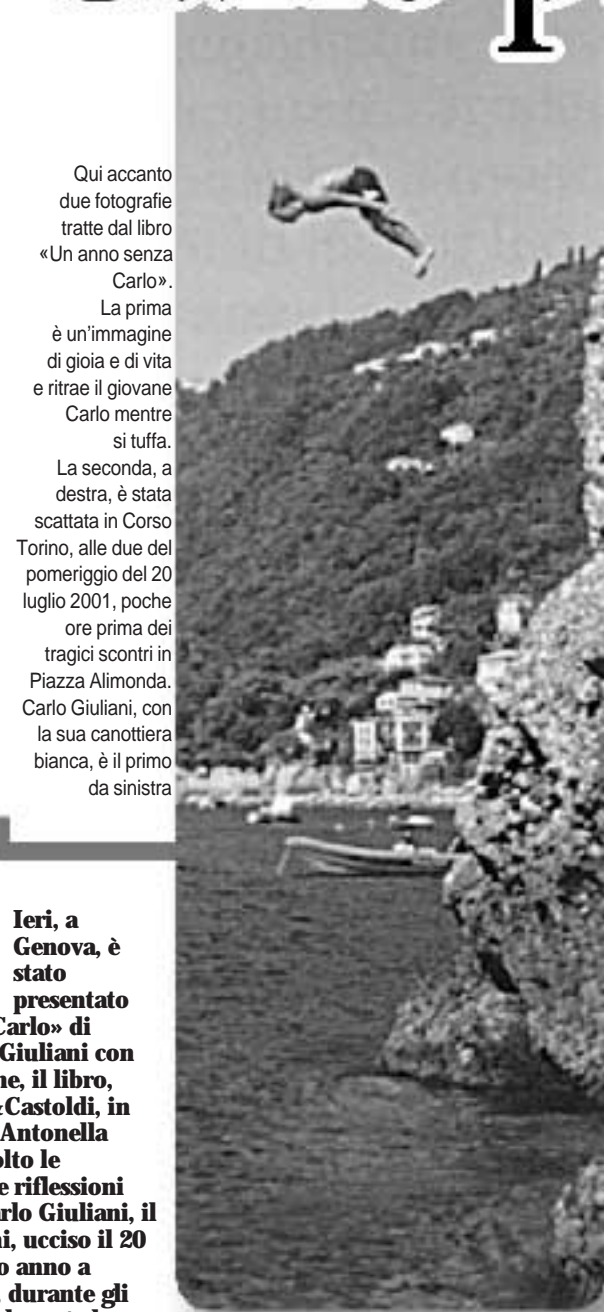 Qui accanto
due fotografie
tratte dal libro
«Un anno senza
Carlo».
La prima
è un'immagine
di gioia e di vita
e ritrae il giovane
Carlo mentre
si tuffa.
La seconda, a
destra, è stata
scattata in Corso
Torino, alle due del
pomeriggio del 20
luglio 2001, poche
ore prima dei
tragici scontri in
Piazza Alimonda.
Carlo Giuliani, con
la sua canottiera
bianca, è il primo
da sinistra
Ieri, a
Genova, è
stato
presentato
Carlo» di
Giuliani con
il libro,
Castoldi, in
Antonella
le
riflessioni
Giuliani, il
ucciso il 20
anno a
durante gli